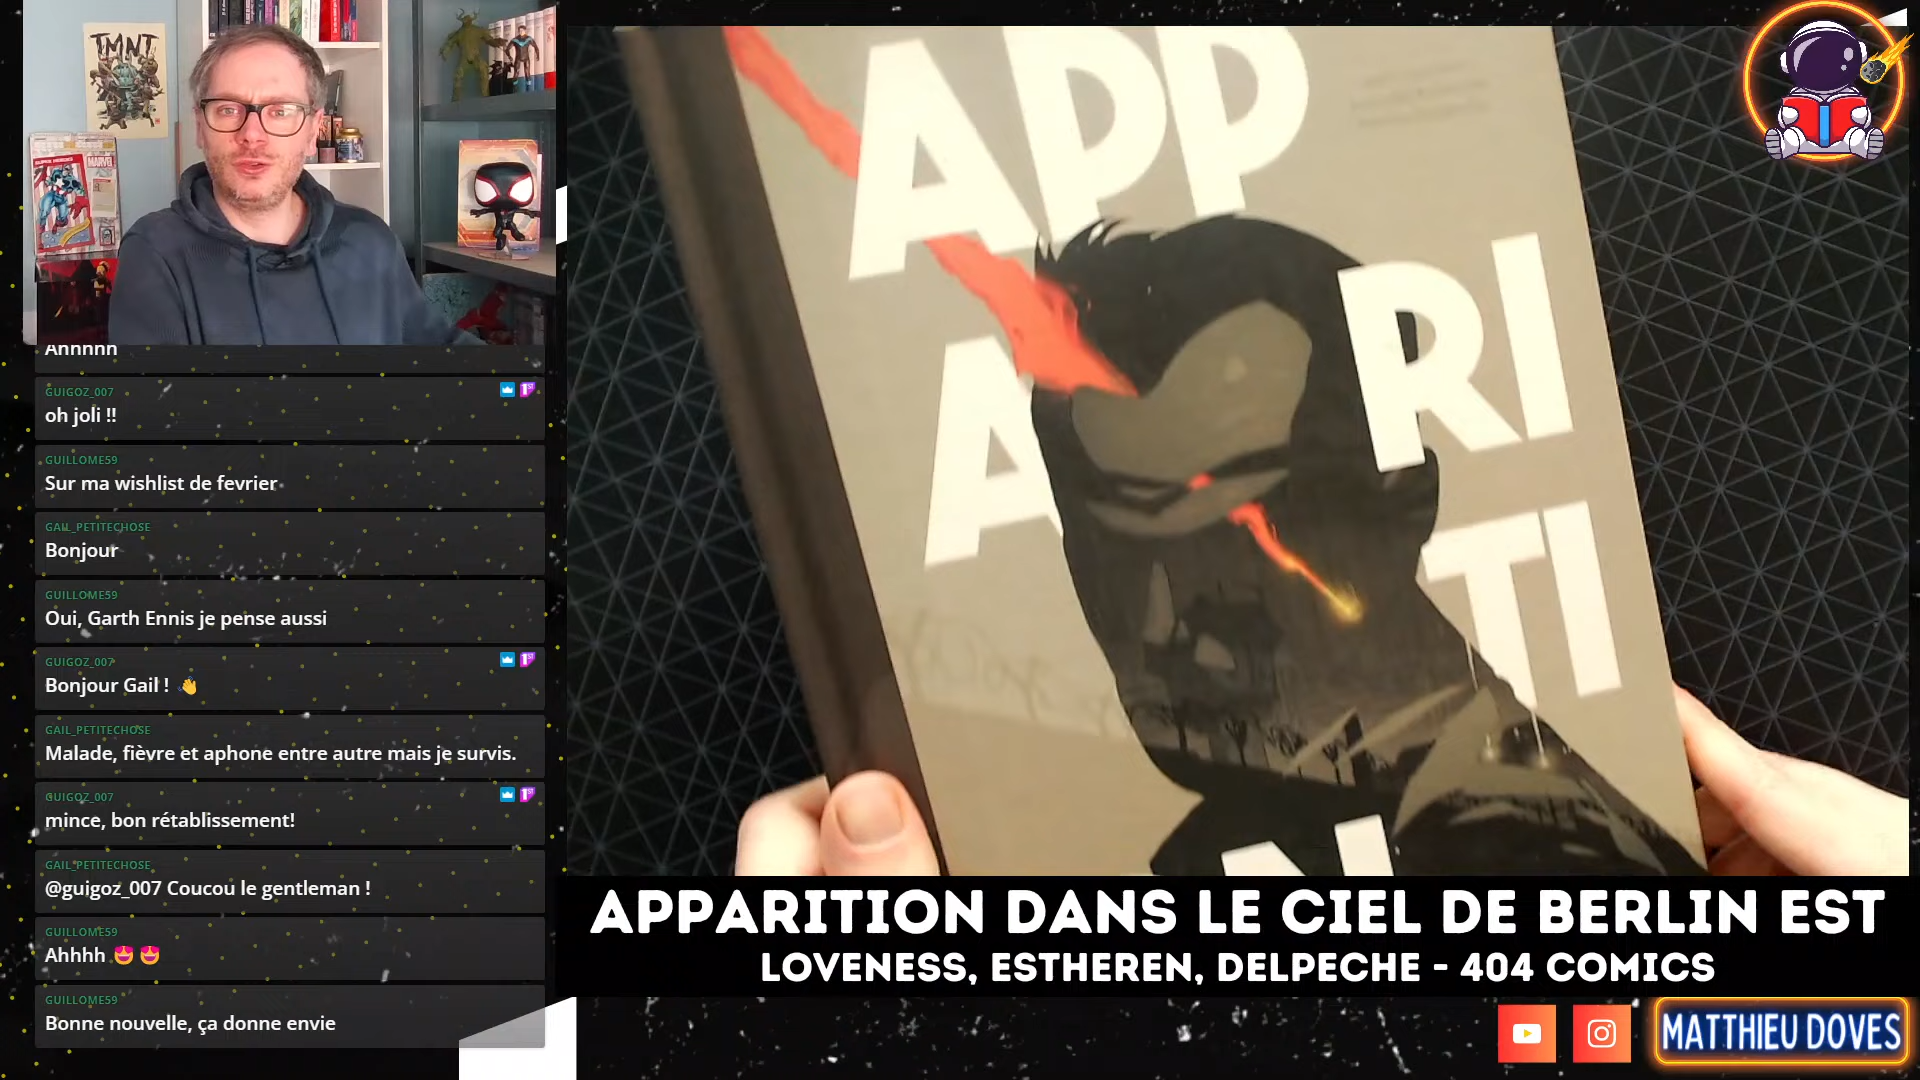 TMNT
MARVEL
Ahhhhh
GUIGOZ_007
oh joli !!
GUILLOME59
Sur ma wishlist de fevrier
GAIL_PETITECHOSE
Bonjour
GUILLOME59
Oui, Garth Ennis je pense aussi
GUIGOZ_007
Bonjour Gail ! 👋
GAIL_PETITECHOSE
Malade, fièvre et aphone entre autre mais je survis.
GUIGOZ_007
mince, bon rétablissement!
GAIL_PETITECHOSE
@guigoz_007 Coucou le gentleman !
GUILLOME59
Ahhhh 🤩 🤩
GUILLOME59
Bonne nouvelle, ça donne envie
APP
A RI
TI
N
APPARITION DANS LE CIEL DE BERLIN EST
LOVENESS, ESTHEREN, DELPECHE - 404 COMICS
MATTHIEU DOVES